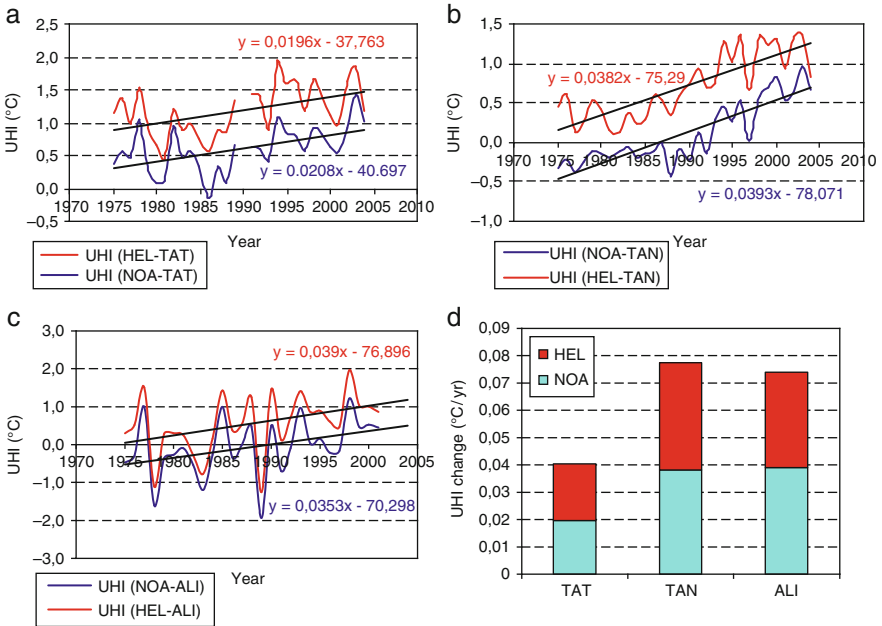 a
2,5
2,0
1,5
1,0
0,5
0,0
–0,5
UHI (°C)
y = 0,0196x - 37,763
y = 0.0208x - 40.697
1970 1975 1980 1985 1990 1995 2000 2005 2010
Year
UHI (HEL-TAT)
UHI (NOA-TAT)
b
1,5
1,0
0,5
0,0
–0,5
–1,0
UHI (°C)
y = 0,0382x - 75,29
y = 0,0393x - 78,071
1970 1975 1980 1985 1990 1995 2000 2005 2010
Year
UHI (NOA-TAN)
UHI (HEL-TAN)
c
3,0
2,0
1,0
0,0
–1,0
–2,0
–3,0
UHI (°C)
y = 0,039x - 76,896
y = 0,0353x - 70,298
1970 1975 1980 1985 1990 1995 2000 2005
Year
UHI (NOA-ALI)
UHI (HEL-ALI)
d
0,09
0,08
0,07
0,06
0,05
0,04
0,03
0,02
0,01
0
UHI change (°C/yr)
HEL
NOA
TAT TAN ALI